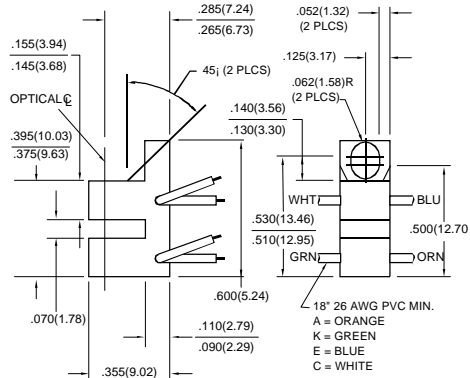 .285(7.24)
.265(6.73)
.052(1.32)
(2 PLCS)
.155(3.94)
.145(3.68)
.125(3.17)
45¡ (2 PLCS)
.062(1.58)R
(2 PLCS)
OPTICAL ℄
.140(3.56)
.130(3.30)
.395(10.03)
.375(9.63)
WHT
BLU
.530(13.46)
.510(12.95)
.500(12.70
GRN
ORN
.600(5.24)
.070(1.78)
.110(2.79)
.090(2.29)
.355(9.02)
18" 26 AWG PVC MIN.
A = ORANGE
K = GREEN
E = BLUE
C = WHITE